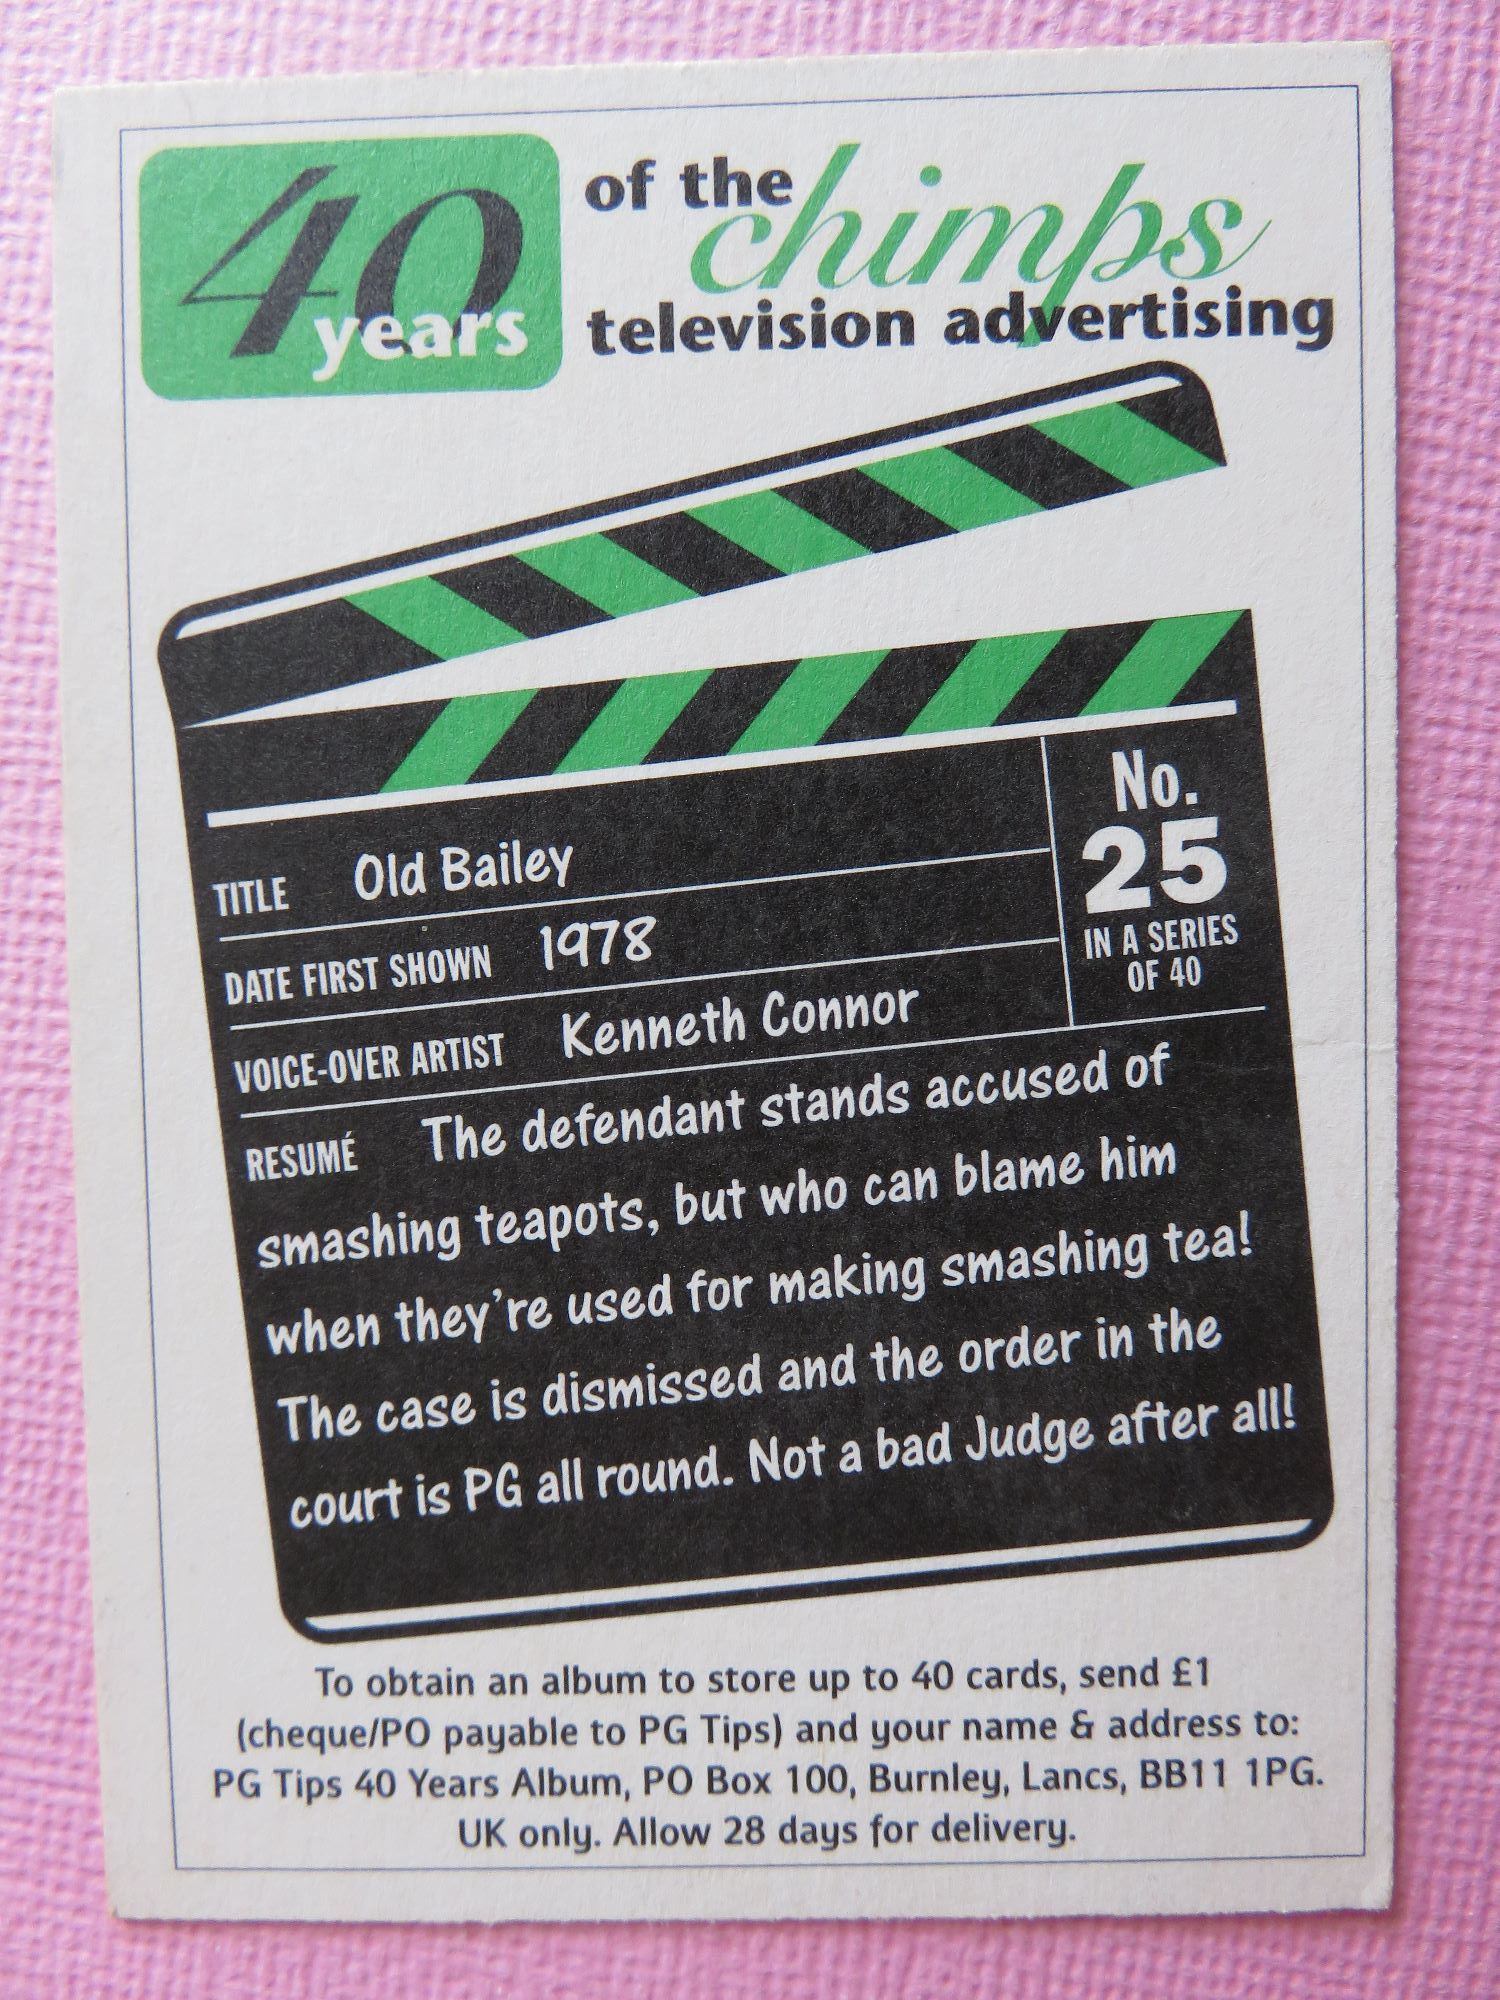 40 years of the chimps
television advertising
No.
25
IN A SERIES
OF 40
TITLE Old Bailey
DATE FIRST SHOWN 1978
VOICE-OVER ARTIST Kenneth Connor
RESUMÉ The defendant stands accused of
smashing teapots, but who can blame him
when they're used for making smashing tea!
The case is dismissed and the order in the
court is PG all round. Not a bad Judge after all!
To obtain an album to store up to 40 cards, send £1
(cheque/PO payable to PG Tips) and your name & address to:
PG Tips 40 Years Album, PO Box 100, Burnley, Lancs, BB11 1PG.
UK only. Allow 28 days for delivery.